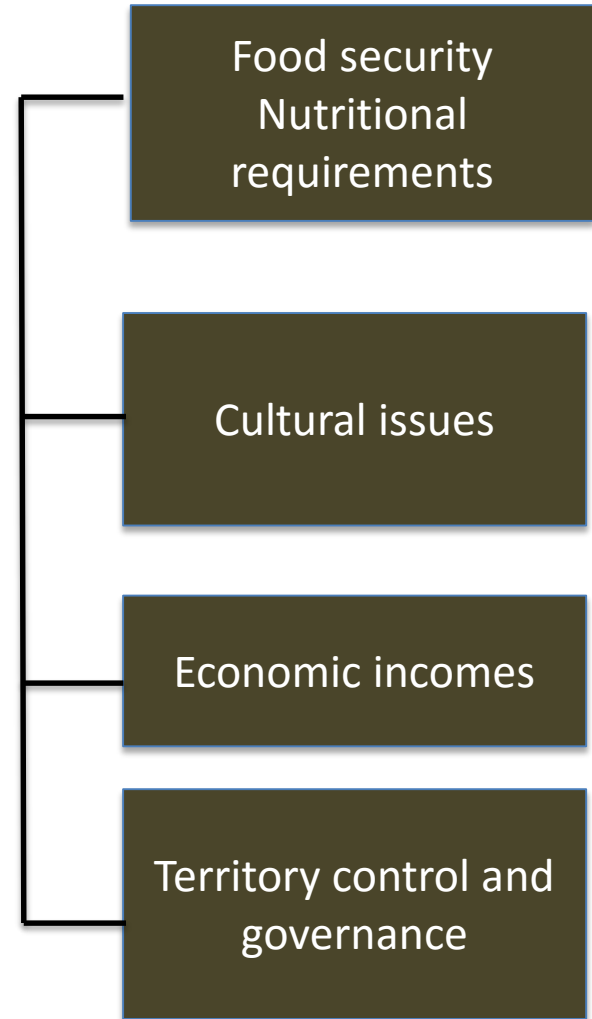 Food security
Nutritional
requirements
Cultural issues
Economic incomes
Territory control and
governance